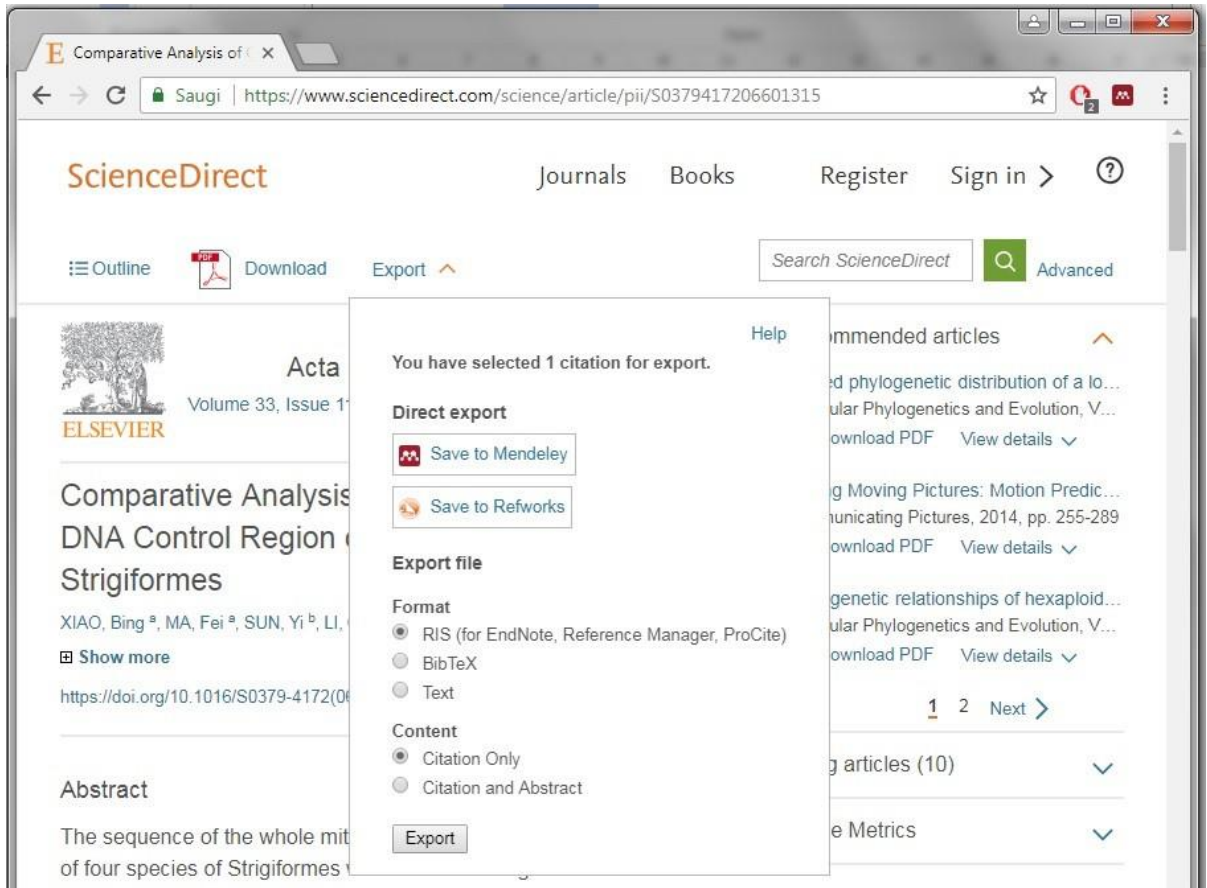 E Comparative Analysis of
Saugi | https://www.sciencedirect.com/science/article/pii/S0379417206601315
2
ScienceDirect
Journals Books Register Sign in > ?
Outline
PDF
Download
Export
Search ScienceDirect
Advanced
ELSEVIER
Acta
Volume 33, Issue 1
Comparative Analysis
DNA Control Region
Strigiformes
XIAO, Bing a, MA, Fei a, SUN, Yi b, LI,
Show more
https://doi.org/10.1016/S0379-4172(0
Abstract
The sequence of the whole mit
of four species of Strigiformes
Help
You have selected 1 citation for export.
Direct export
Save to Mendeley
Save to Refworks
Export file
Format
RIS (for EndNote, Reference Manager, ProCite)
BibTeX
Text
Content
Citation Only
Citation and Abstract
Export
ommended articles
ed phylogenetic distribution of a lo...
ular Phylogenetics and Evolution, V...
ownload PDF View details
ng Moving Pictures: Motion Predic...
unicating Pictures, 2014, pp. 255-289
ownload PDF View details
genetic relationships of hexaploid...
ular Phylogenetics and Evolution, V...
ownload PDF View details
1 2 Next >
g articles (10)
e Metrics